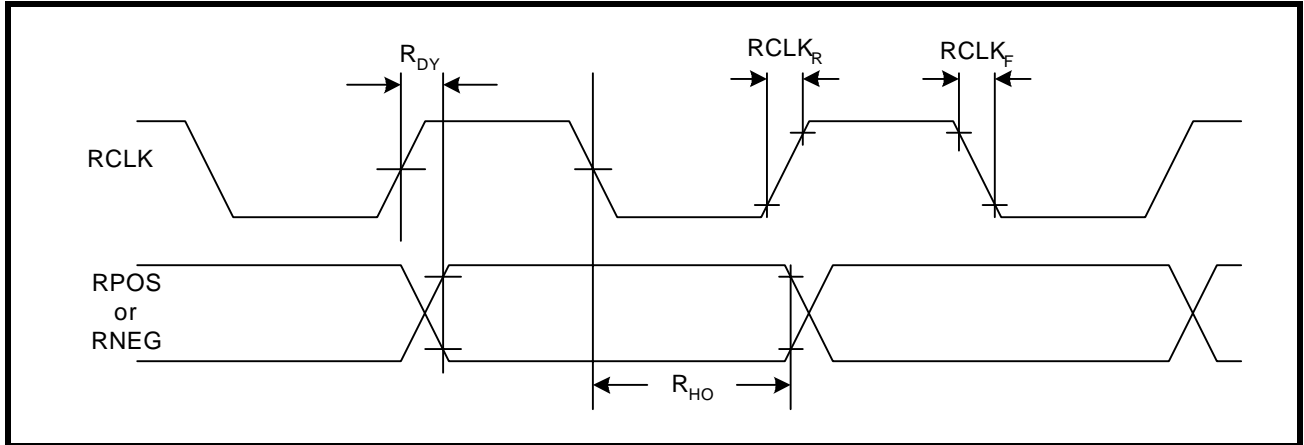 R_DY
RCLK_R
RCLK_F
RCLK
RPOS
or
RNEG
R_HO